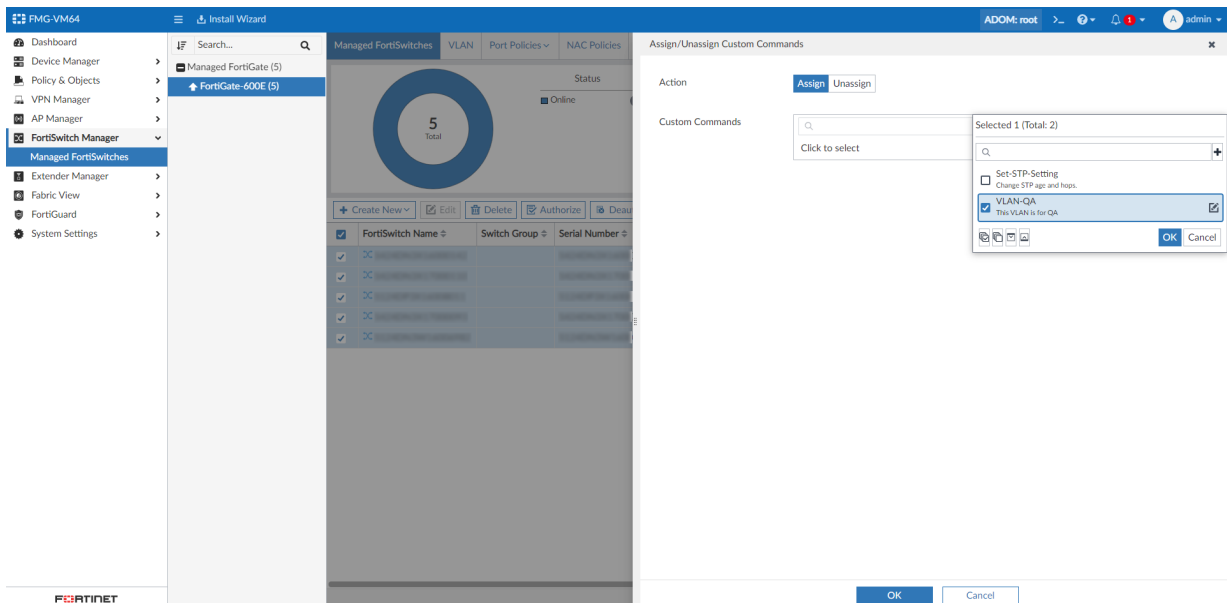 FMG-VM64
Install Wizard
ADOM: root
1
A admin
Dashboard
Device Manager
Policy & Objects
VPN Manager
AP Manager
FortiSwitch Manager
Managed FortiSwitches
Extender Manager
Fabric View
FortiGuard
System Settings
FORTINET
Search...
Managed FortiGate (5)
FortiGate-600E (5)
Managed FortiSwitches VLAN Port Policies NAC Policies
Status
Online
5
Total
Create New Edit Delete Authorize Deau
FortiSwitch Name Switch Group Serial Number
Assign/Unassign Custom Commands
Action Assign Unassign
Custom Commands
Click to select
Selected 1 (Total: 2)
Set-STP-Setting
Change STP age and hops.
VLAN-QA
This VLAN is for QA
OK Cancel
OK Cancel